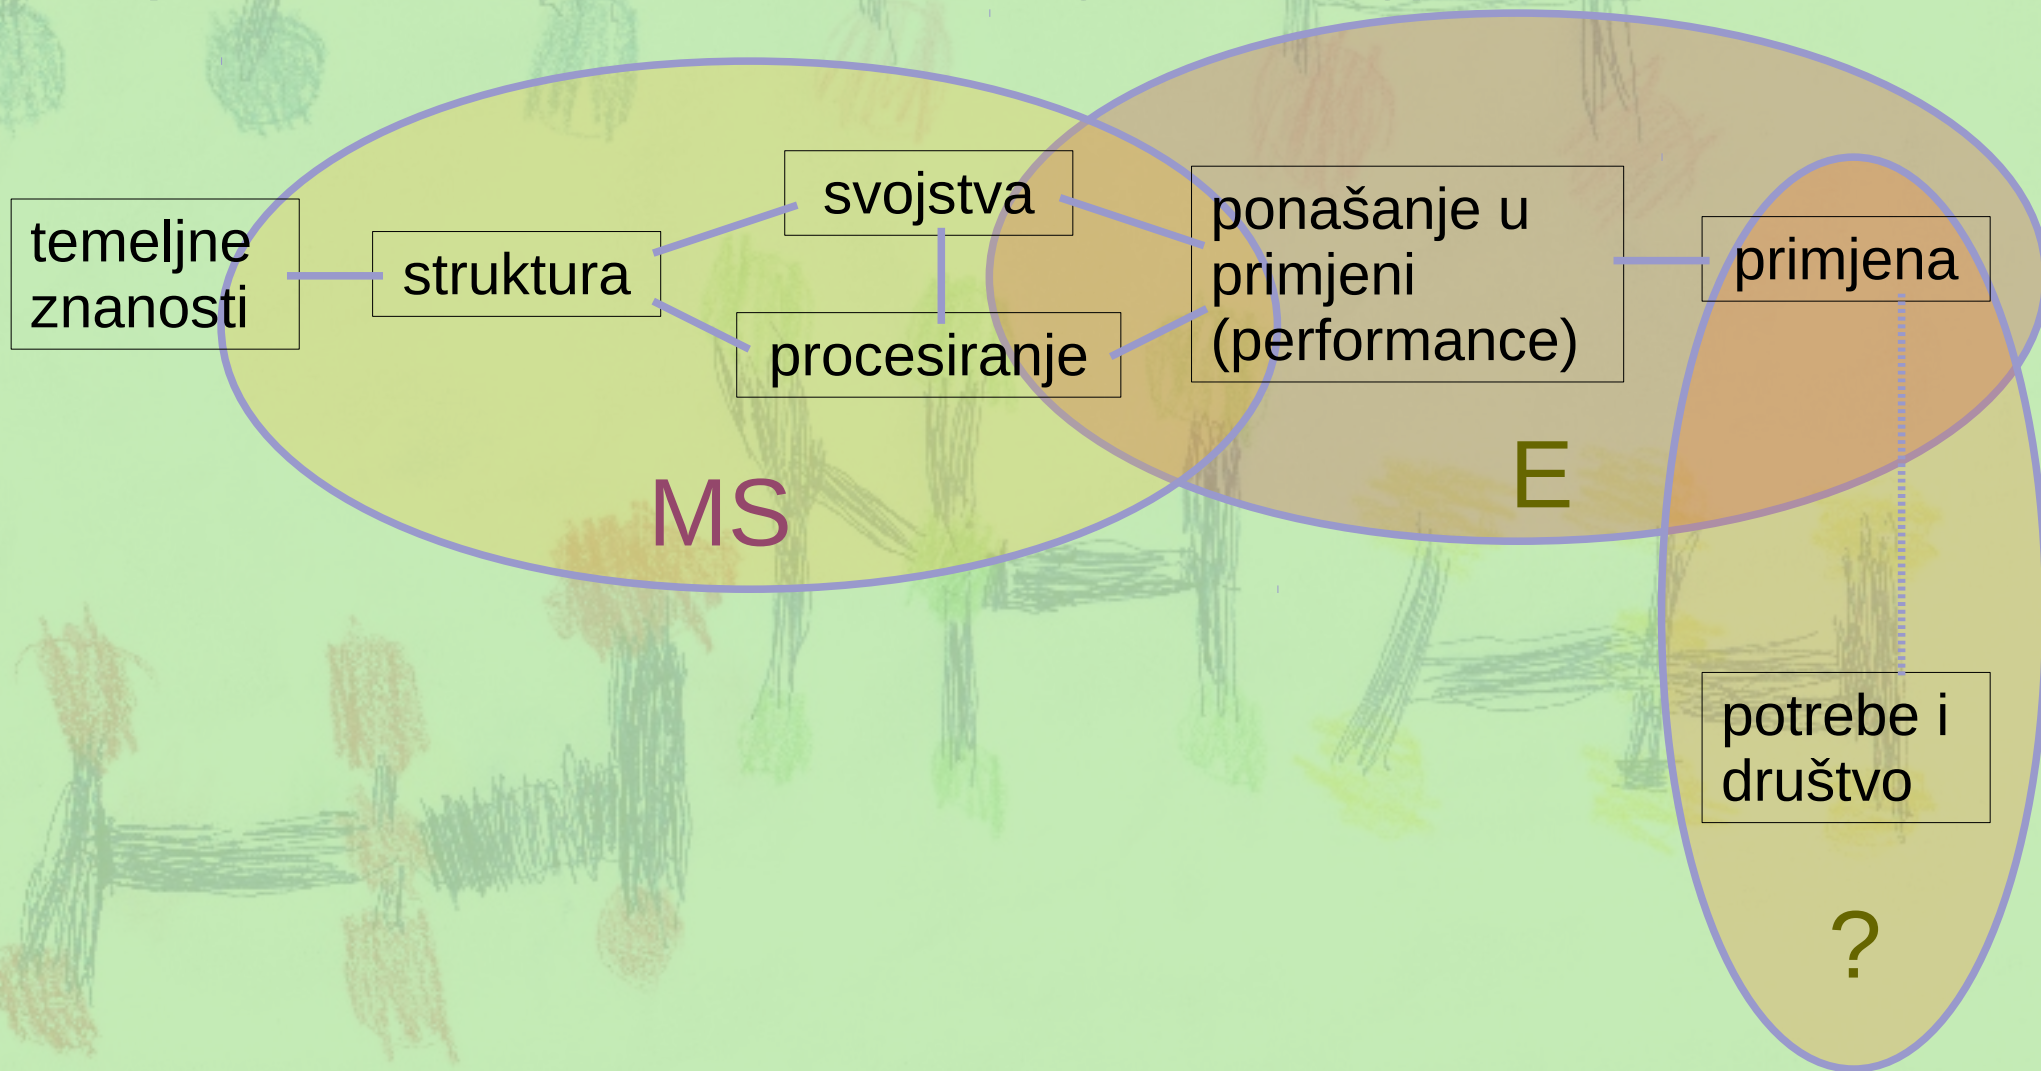 temeljne
znanosti
struktura
svojstva
procesiranje
ponašanje u
primjeni
(performance)
primjena
MS
E
potrebe i
društvo
?